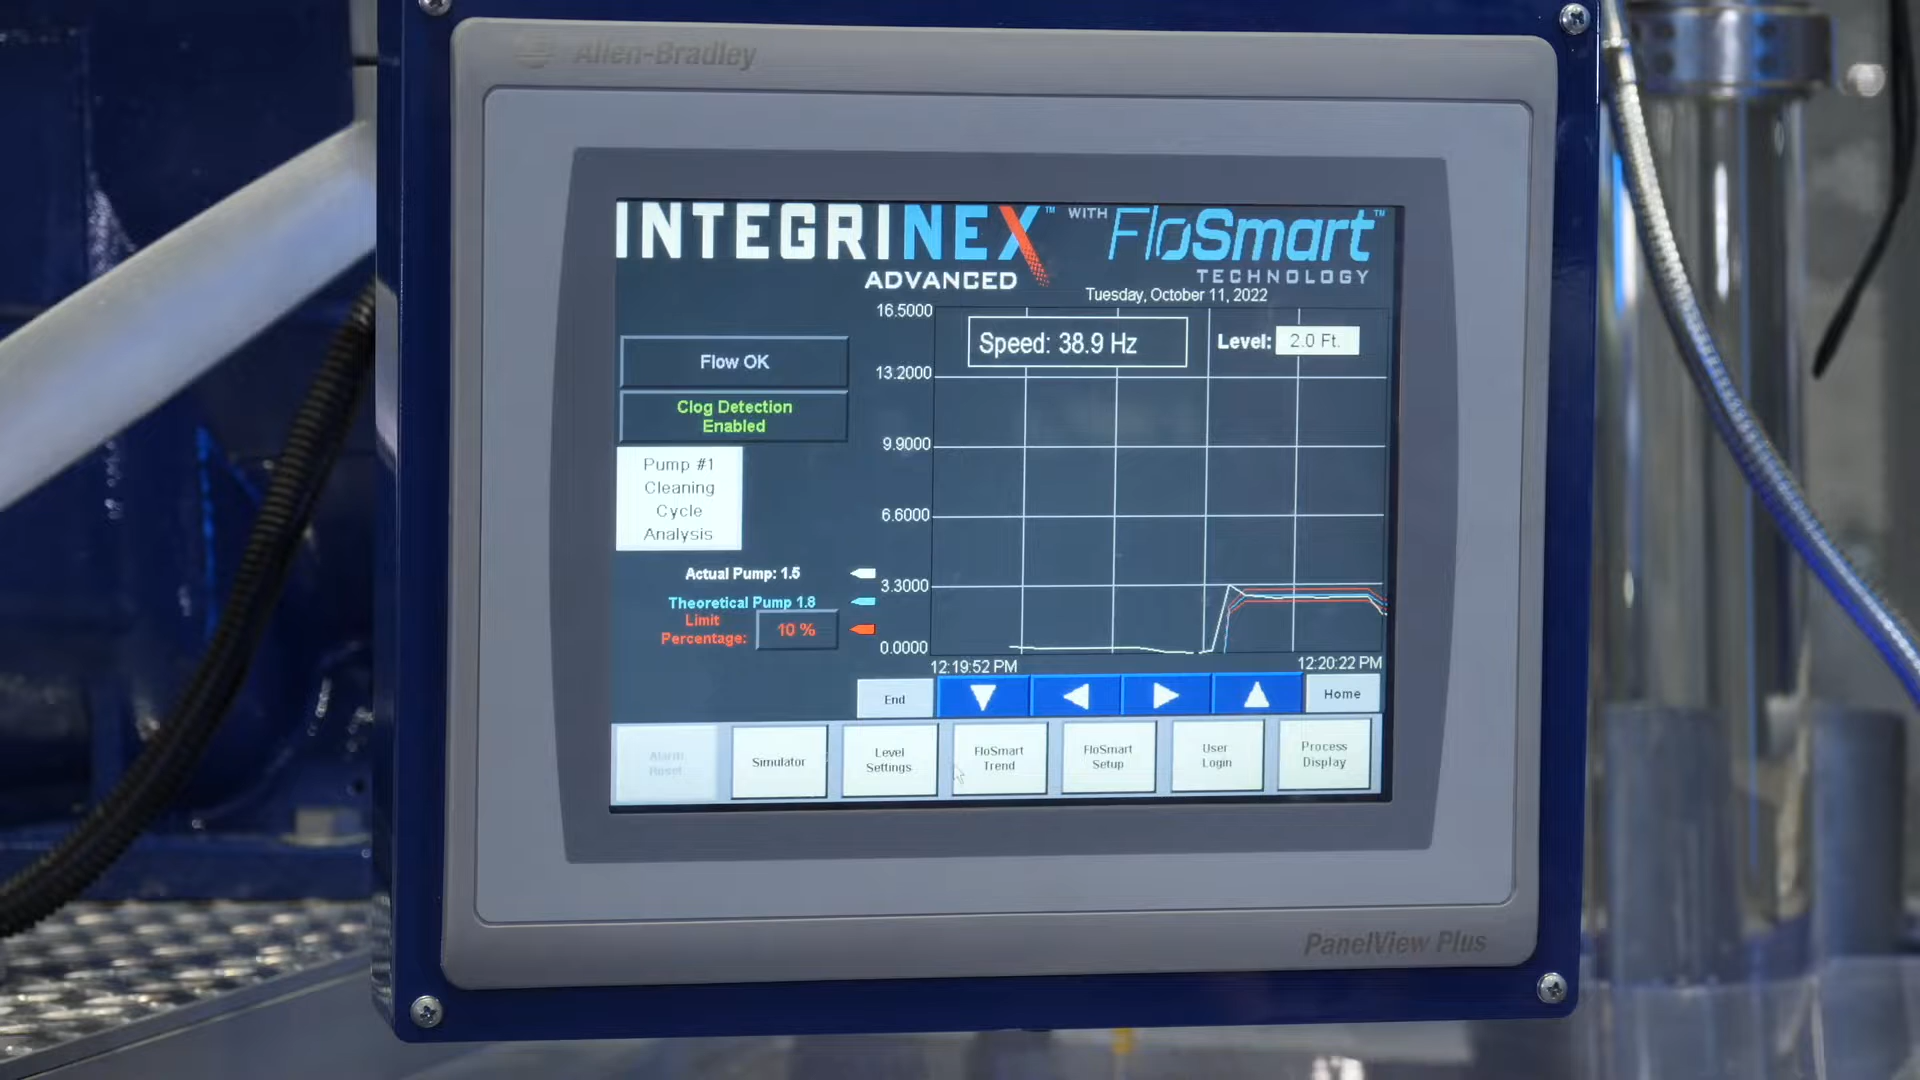 Allen-Bradley
INTEGRINEX™ WITH FloSmart™
ADVANCED TECHNOLOGY
Tuesday, October 11, 2022
16.5000
Speed: 38.9 Hz
Level: 2.0 Ft.
Flow OK
13.2000
Clog Detection
Enabled
9.9000
Pump #1
Cleaning
Cycle
Analysis
6.6000
Actual Pump: 1.5
3.3000
Theoretical Pump 1.8
Limit
Percentage: 10 %
0.0000
12:19:52 PM
12:20:22 PM
End
Home
Alarm
Reset
Simulator
Level
Settings
FloSmart
Trend
FloSmart
Setup
User
Login
Process
Display
PanelView Plus